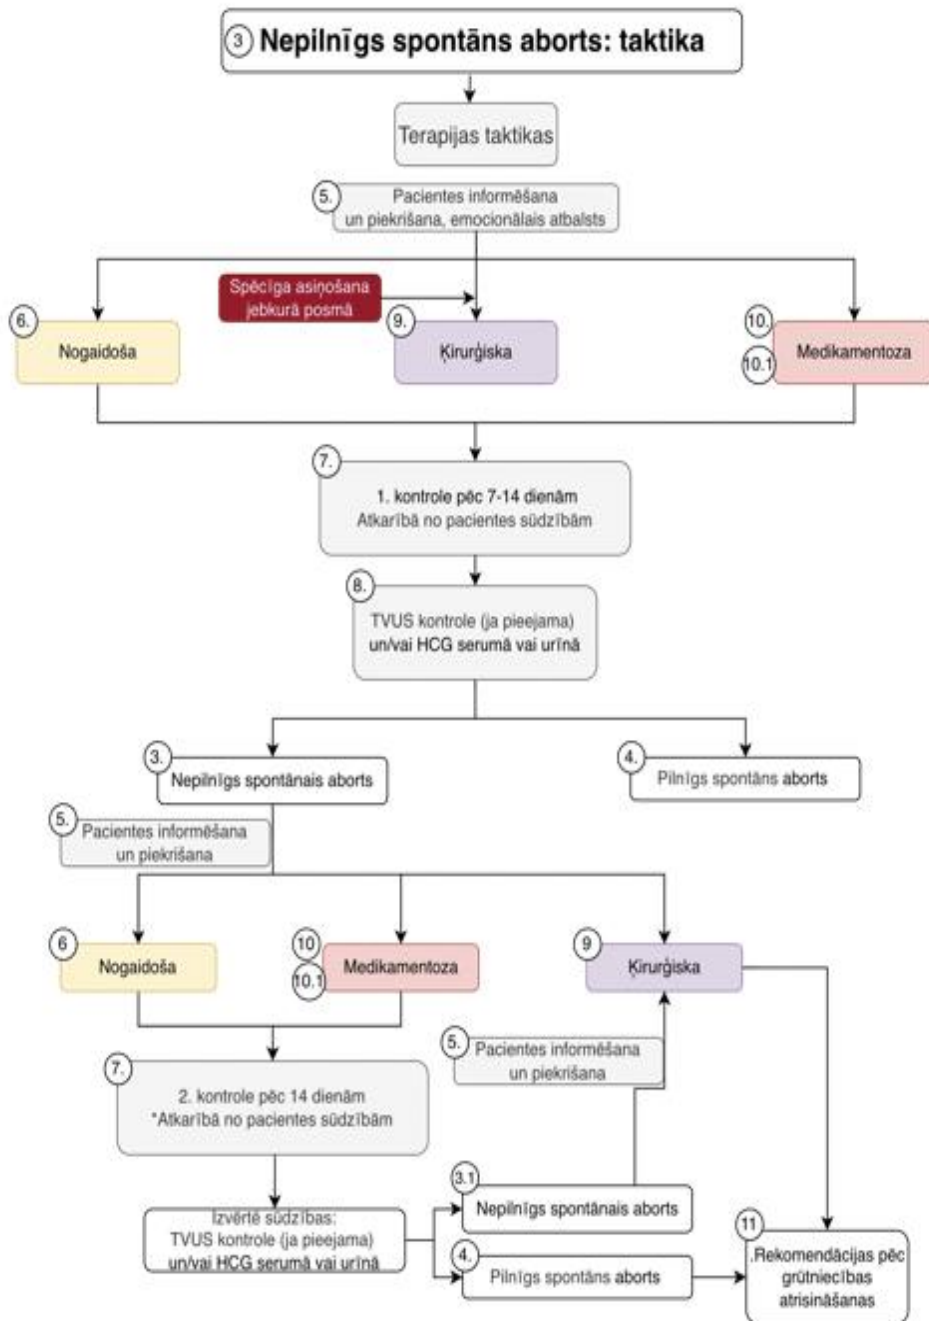 3 Nepilnīgs spontāns aborts: taktika
Terapijas taktikas
5.
Pacientes informēšana
un piekrišana, emocionālais atbalsts
Spēcīga asiņošana
jebkurā posmā
6.
Nogaidoša
9.
Ķirurģiska
10.
10.1
Medikamentoza
7.
1. kontrole pēc 7-14 dienām
Atkarībā no pacientes sūdzībām
8.
TVUS kontrole (ja pieejama)
un/vai HCG serumā vai urīnā
3.
Nepilnīgs spontānais aborts
4.
Pilnīgs spontāns aborts
5.
Pacientes informēšana
un piekrišana
6
Nogaidoša
10
10.1
Medikamentoza
9
Ķirurģiska
5.
Pacientes informēšana
un piekrišana
7.
2. kontrole pēc 14 dienām
*Atkarībā no pacientes sūdzībām
Izvērtē sūdzības:
TVUS kontrole (ja pieejama)
un/vai HCG serumā vai urīnā
3.1
Nepilnīgs spontānais aborts
4.
Pilnīgs spontāns aborts
11
.Rekomendācijas pēc
grūtniecības
atrisināšanas